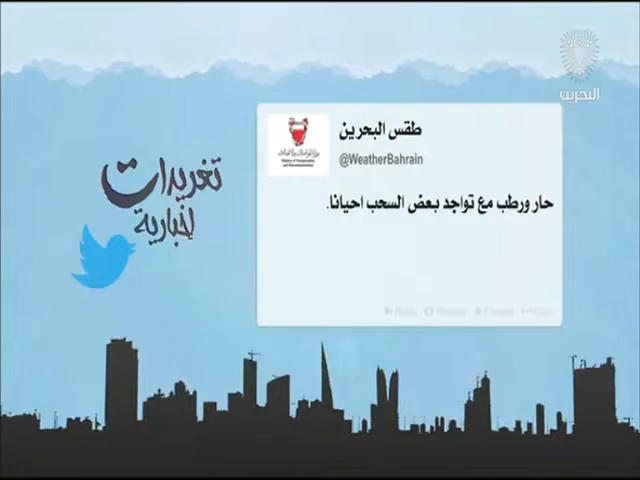 البحرين
طقس البحرين
@WeatherBahrain
تغريدات
إخبارية
حار ورطب مع تواجد بعض السحب احيانا.